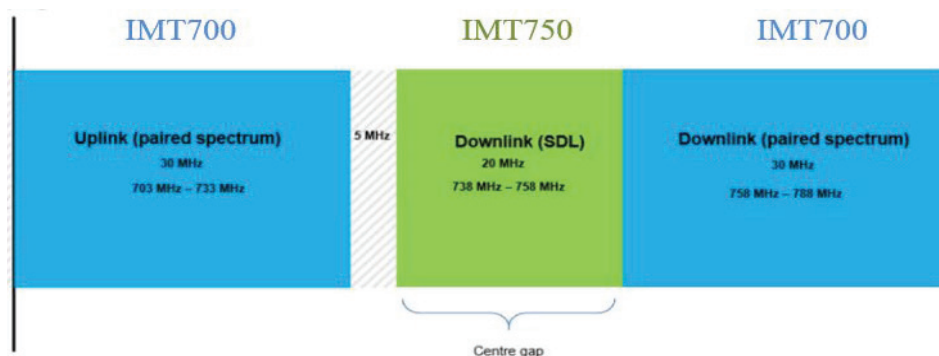 IMT700
IMT750
IMT700
Uplink (paired spectrum)
30 MHz
703 MHz – 733 MHz
5 MHz
Downlink (SDL)
20 MHz
738 MHz – 758 MHz
Downlink (paired spectrum)
30 MHz
758 MHz – 788 MHz
Centre gap